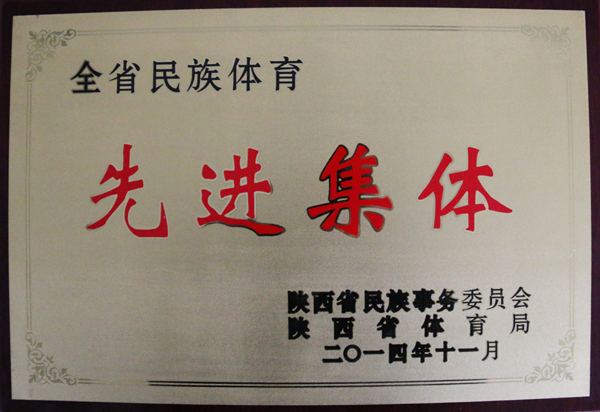 全省民族体育
先进集体
陕西省民族事务委员会
陕西省体育局
二〇一四年十一月